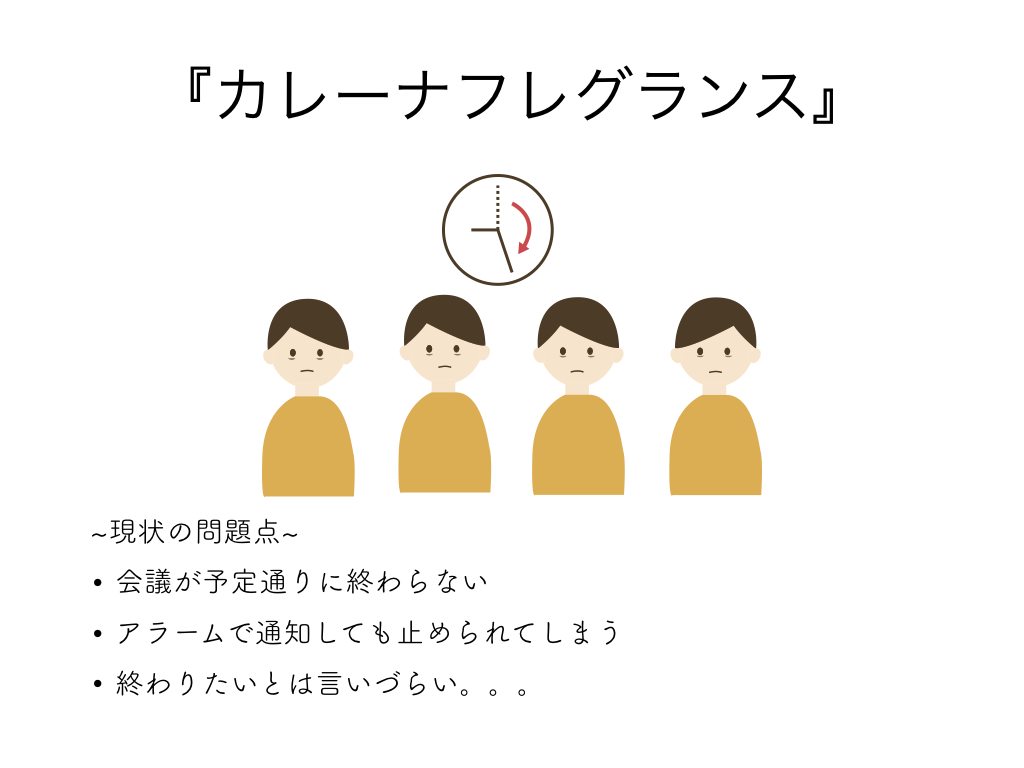 『カレーナフレグランス』
~現状の問題点~
• 会議が予定通りに終わらない
• アラームで通知しても止められてしまう
• 終わりたいとは言いづらい。。。